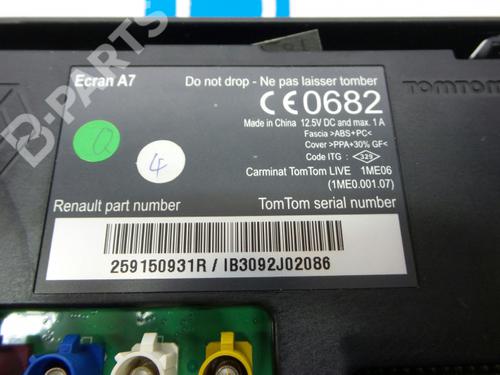 Ecran A7
Do not drop - Ne pas laisser tomber
CE0682
Made in China 12.5V DC and max. 1 A
Fascia >ABS+PC<
Cover >PPA+30% GF<
Code ITG : 329
Carminat TomTom LIVE 1ME06
(1ME0.001.07)
Renault part number
TomTom serial number
259150931R / IB3092J02086
Q
4
TOMTOM
B-PARTS